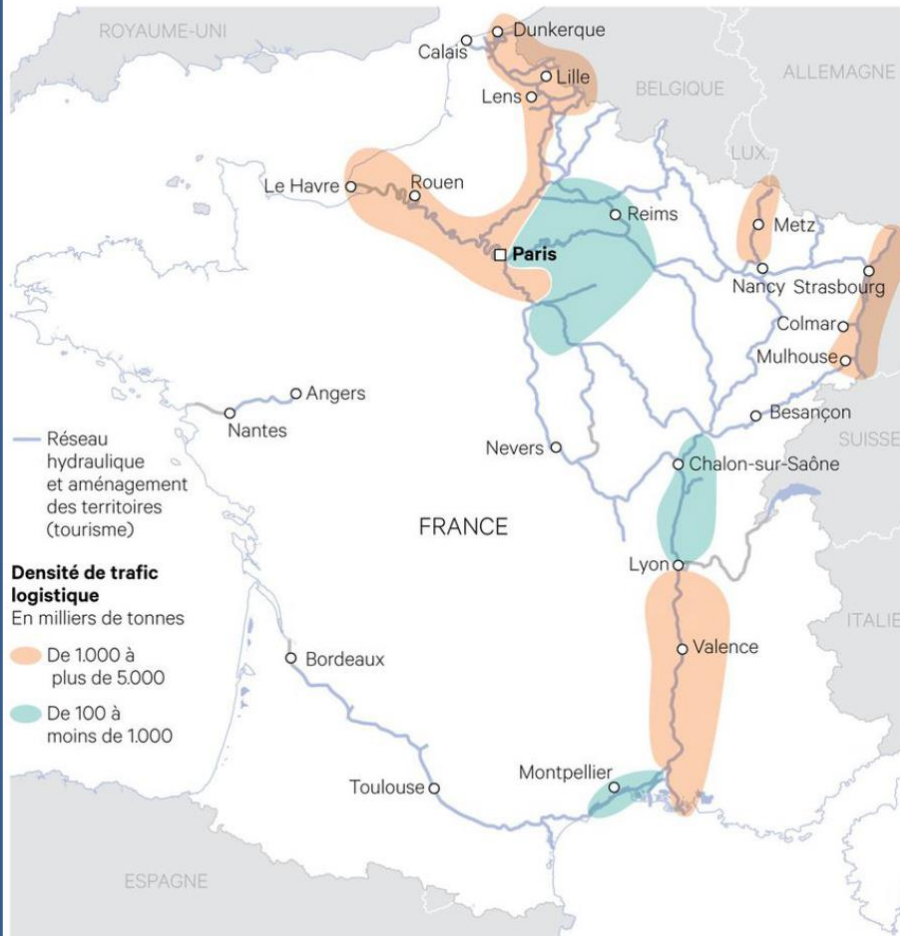 ROYAUME-UNI
Dunkerque
Calais
Lille
Lens
BELGIQUE
ALLEMAGNE
LUX.
Le Havre
Rouen
Reims
Metz
Paris
Nancy
Strasbourg
Colmar
Mulhouse
Angers
Nantes
Besançon
SUISSE
Nevers
Chalon-sur-Saône
FRANCE
Lyon
ITALIE
Valence
Bordeaux
Montpellier
Toulouse
ESPAGNE
Réseau
hydraulique
et aménagement
des territoires
(tourisme)
Densité de trafic
logistique
En milliers de tonnes
De 1.000 à
plus de 5.000
De 100 à
moins de 1.000